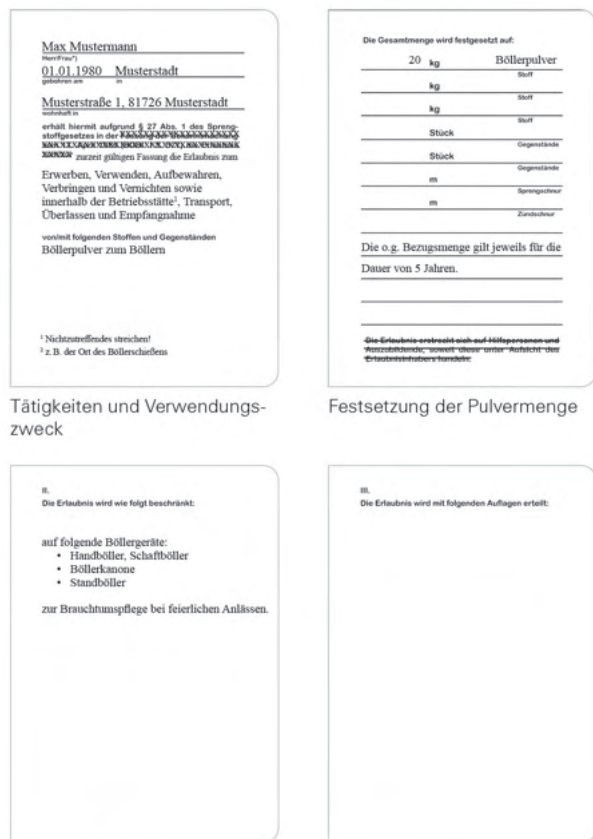 Max Mustermann
Herr/Frau*)
01.01.1980 Musterstadt
geboren am in
Musterstraße 1, 81726 Musterstadt
wohnhaft in
erhält hiermit aufgrund § 27 Abs. 1 des Spreng-
stoffgesetzes in der
zurzeit gültigen Fassung die Erlaubnis zum
Erwerben, Verwenden, Aufbewahren,
Verbringen und Vernichten sowie
innerhalb der Betriebsstätte², Transport,
Überlassen und Empfangnahme
von/mit folgenden Stoffen und Gegenständen
Böllerpulver zum Böllern
¹ Nichtzutreffendes streichen!
² z. B. der Ort des Böllerschießens
Tätigkeiten und Verwendungs-
zweck
Die Gesamtmenge wird festgesetzt auf:
20 kg Böllerpulver
Stoff
kg
Stoff
kg
Stoff
Stück
Gegenstände
Stück
Gegenstände
m
Sprengschnur
m
Zündschnur
Die o.g. Bezugsmenge gilt jeweils für die
Dauer von 5 Jahren.
Die Erlaubnis erstreckt sich auf Hilfspersonen und
Auszubildende, soweit diese unter Aufsicht des
Erlaubnisinhabers handeln.
Festsetzung der Pulvermenge
II.
Die Erlaubnis wird wie folgt beschränkt:
auf folgende Böllergeräte:
• Handböller, Schaftböller
• Böllerkanone
• Standböller
zur Brauchtumspflege bei feierlichen Anlässen.
III.
Die Erlaubnis wird mit folgenden Auflagen erteilt: